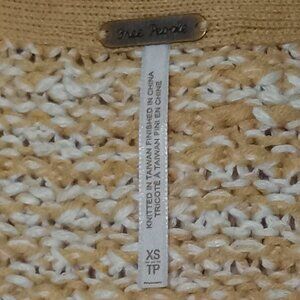 Free People
KNITTED IN TAIWAN FINISHED IN CHINA
TRICOTÉ À TAIWAN FINI EN CHINE
XS
TP